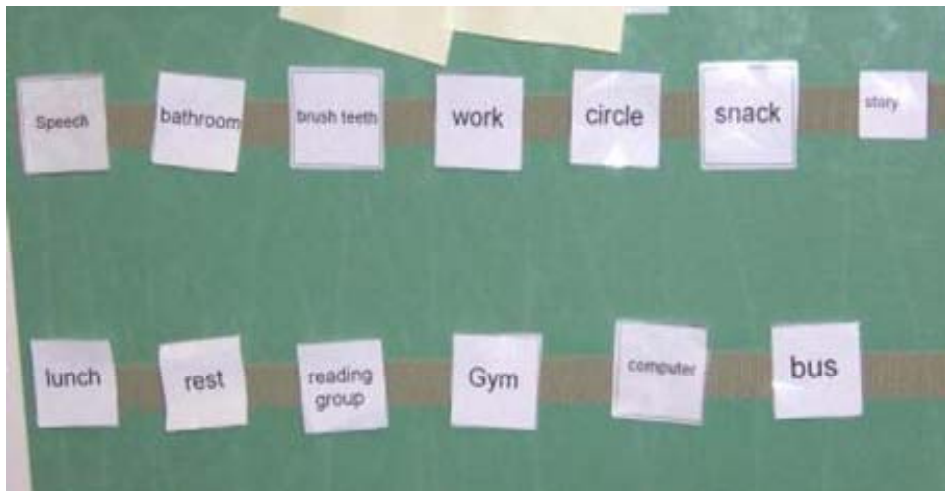 Speech bathroom brush teeth work circle snack story
lunch rest reading group Gym computer bus